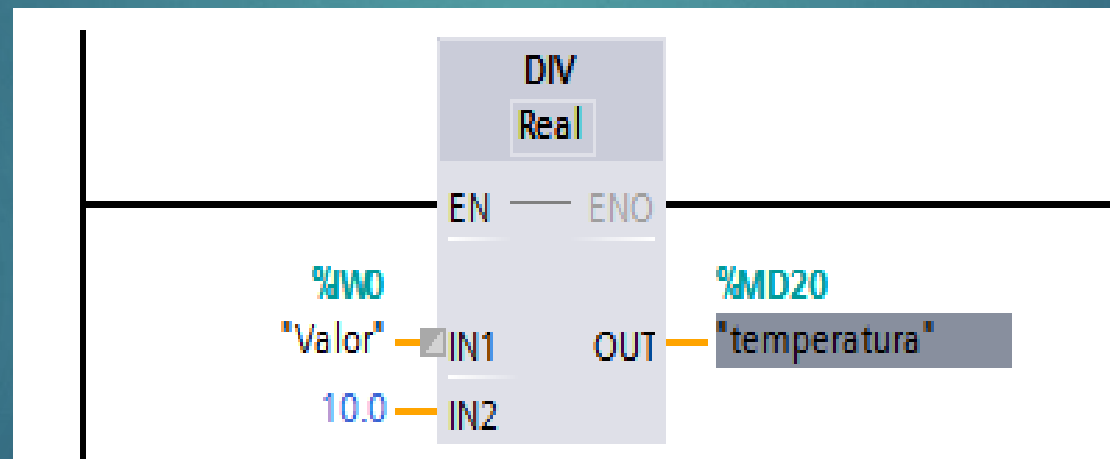 DIV
Real
EN ENO
%IW0
"Valor" IN1
10.0 IN2
%MD20
OUT "temperatura"